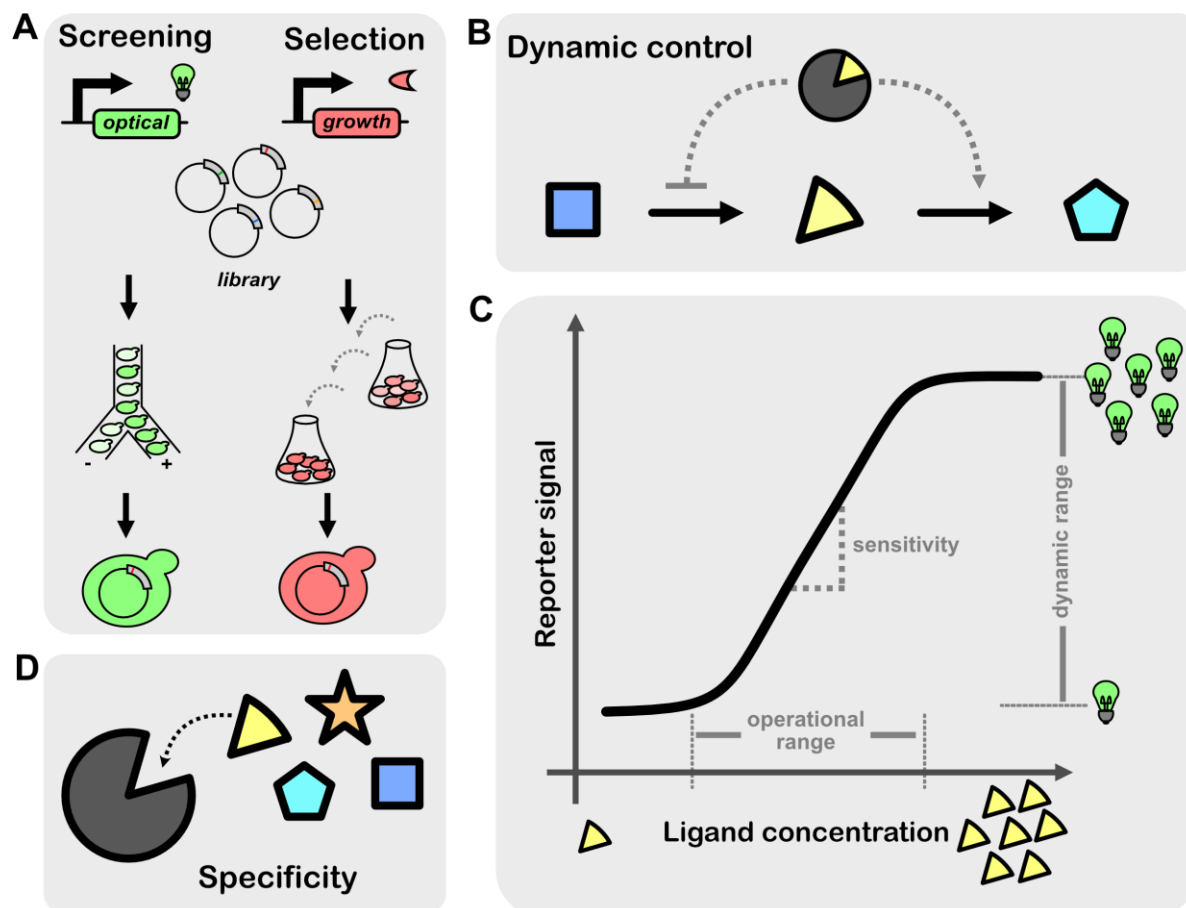 A
Screening
Selection
optical
growth
library
-
+
B
Dynamic control
C
Reporter signal
sensitivity
dynamic range
operational
range
Ligand concentration
D
Specificity